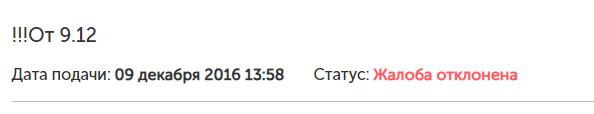 !!!От 9.12
Дата подачи: 09 декабря 2016 13:58 Статус: Жалоба отклонена